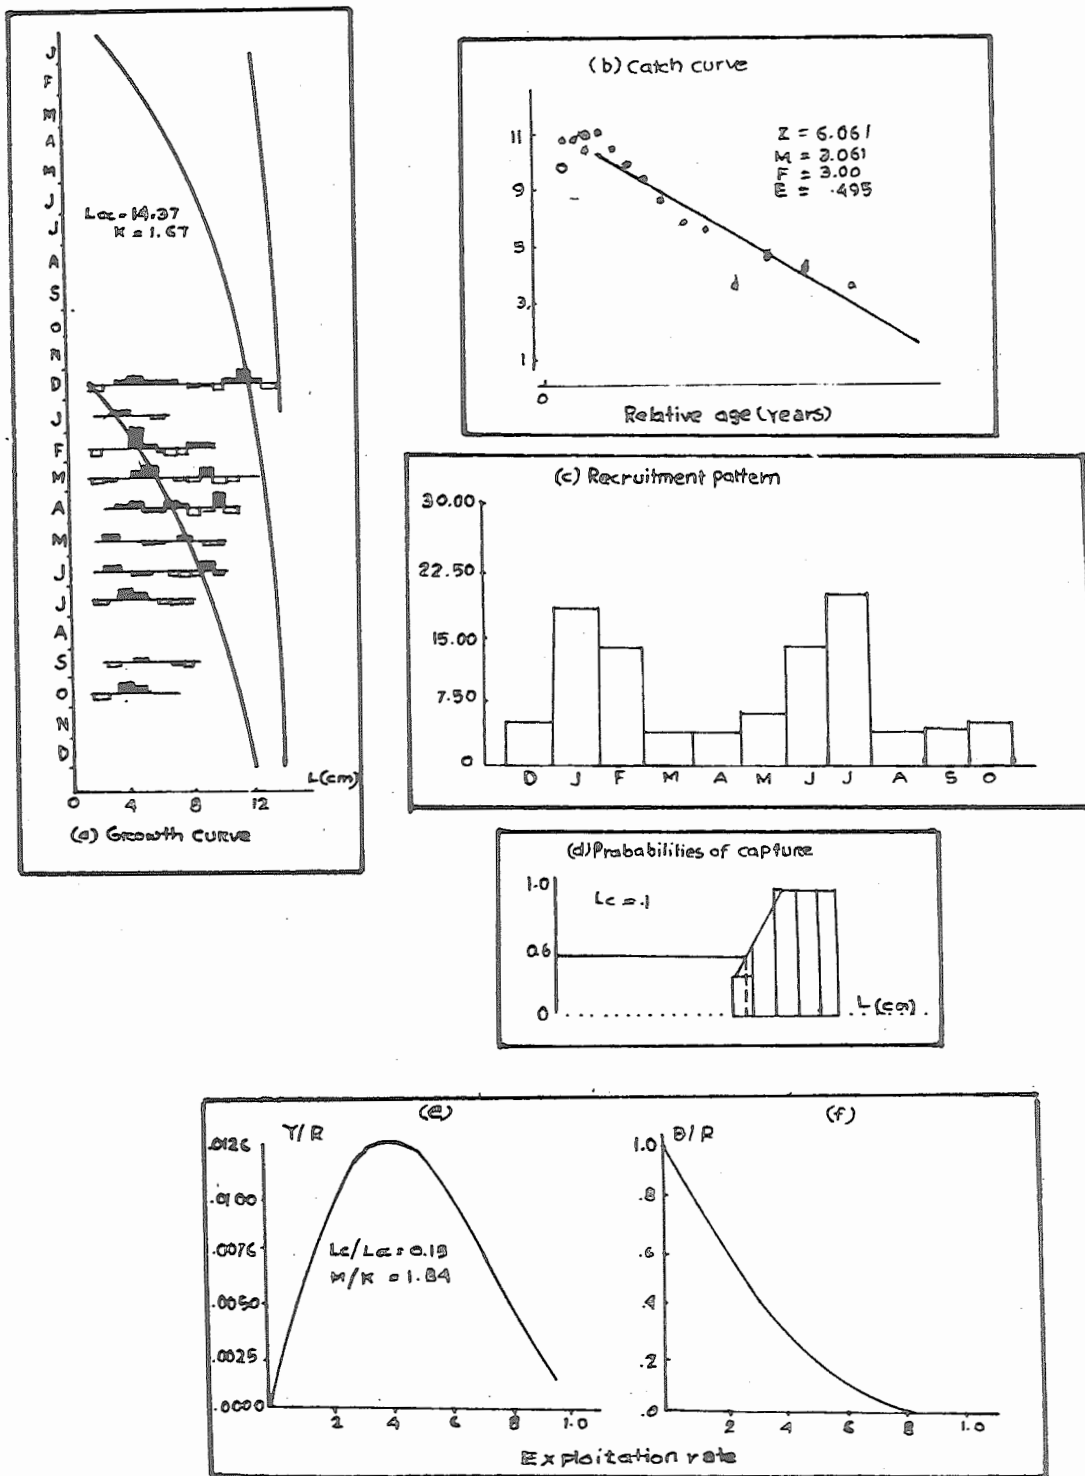 J
F
M
A
M
J
J
A
S
O
N
D
J
F
M
A
M
J
J
A
S
O
N
D
L∞=14.37
K=1.67
L(cm)
0 4 8 12
(a) Growth curve
(b) Catch curve
11
9
5
3
1
Z = 6.061
M = 3.061
F = 3.00
E = .495
0
Relative age (years)
(c) Recruitment pattern
30.00
22.50
15.00
7.50
0
D J F M A M J J A S O
(d) Probabilities of capture
1.0
Lc = .1
0.6
0
L (cm)
(e)
Y/R
.0126
.0100
.0076
.0050
.0025
.0000
Lc/L∞=0.19
M/K = 1.84
2 4 6 8 1.0
(f)
B/R
1.0
.8
.6
.4
.2
.0
2 4 6 8 1.0
Exploitation rate